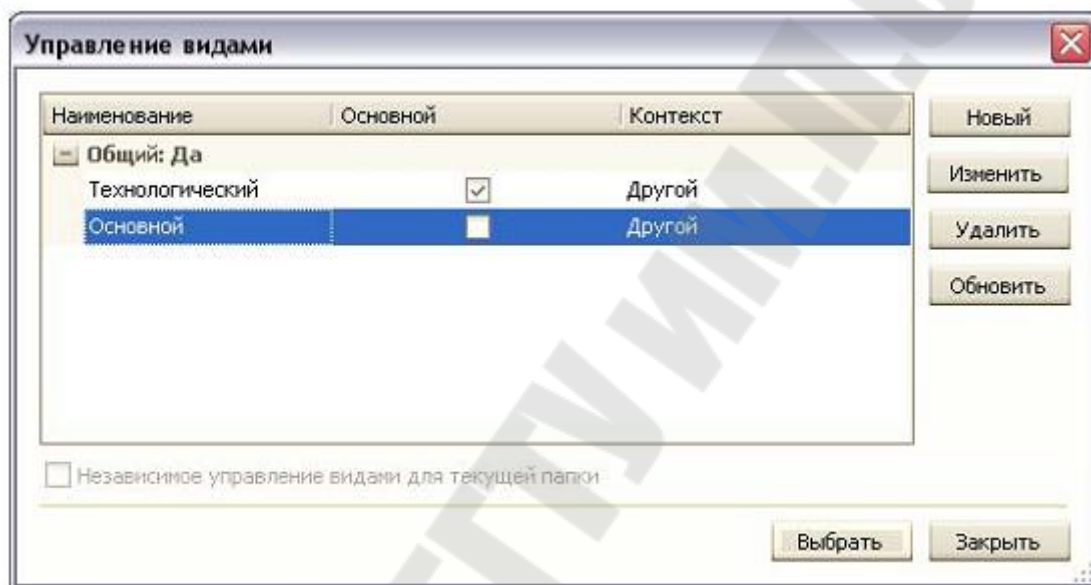 Управление видами
Наименование Основной Контекст
Общий: Да
Технологический Другой
Основной Другой
Новый
Изменить
Удалить
Обновить
Независимое управление видами для текущей папки
Выбрать Закрыть